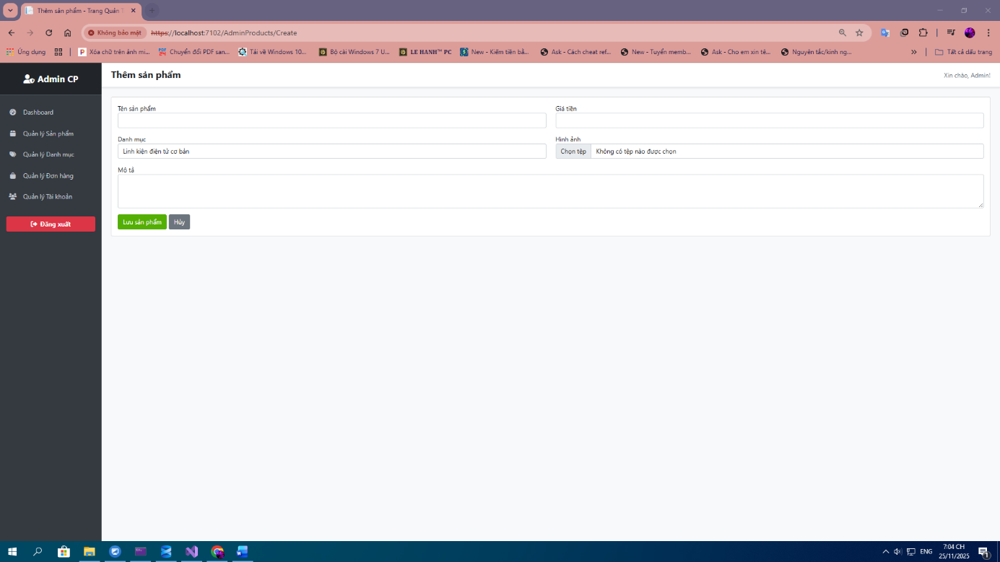 Thêm sản phẩm - Trang Quản T
Không bảo mật https://localhost:7102/AdminProducts/Create
Ứng dụng Xóa chữ trên ảnh mi... Chuyển đổi PDF san... Tải về Windows 10... Bộ cài Windows 7 U... LE HANH™ PC New - Kiếm tiền bằ... Ask - Cách cheat ref... New - Tuyển memb... Ask - Cho em xin tê... Nguyên tắc/kinh ng... Tất cả dấu trang
Admin CP
Thêm sản phẩm
Xin chào, Admin!
Dashboard
Quản lý Sản phẩm
Quản lý Danh mục
Quản lý Đơn hàng
Quản lý Tài khoản
Đăng xuất
Tên sản phẩm
Giá tiền
Danh mục
Linh kiện điện tử cơ bản
Hình ảnh
Chọn tệp Không có tệp nào được chọn
Mô tả
Lưu sản phẩm Hủy
ENG
7:04 CH
25/11/2025
1